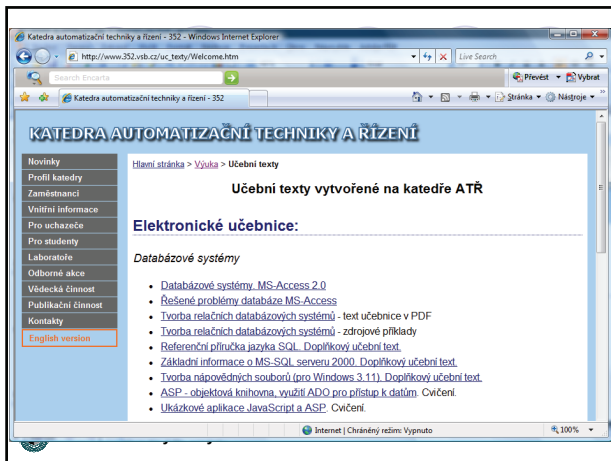 Katedra automatizační techniky a řízení - 352 - Windows Internet Explorer
http://www.352.vsb.cz/uc_texty/Welcome.htm
Live Search
Search Encarta
Převést
Vybrat
Katedra automatizační techniky a řízení - 352
Stránka
Nástroje
KATEDRA AUTOMATIZAČNÍ TECHNIKY A ŘÍZENÍ
Novinky
Profil katedry
Zaměstnanci
Vnitřní informace
Pro uchazeče
Pro studenty
Laboratoře
Odborné akce
Vědecká činnost
Publikační činnost
Kontakty
English version
Hlavní stránka > Výuka > Učební texty
Učební texty vytvořené na katedře ATŘ
Elektronické učebnice:
Databázové systémy
• Databázové systémy. MS-Access 2.0
• Řešené problémy databáze MS-Access
• Tvorba relačních databázových systémů - text učebnice v PDF
• Tvorba relačních databázových systémů - zdrojové příklady
• Referenční příručka jazyka SQL. Doplňkový učební text.
• Základní informace o MS-SQL serveru 2000. Doplňkový učební text.
• Tvorba nápovědných souborů (pro Windows 3.11). Doplňkový učební text.
• ASP - objektová knihovna, využití ADO pro přístup k datům. Cvičení.
• Ukázkové aplikace JavaScript a ASP. Cvičení.
Internet | Chráněný režim: Vypnuto
100%